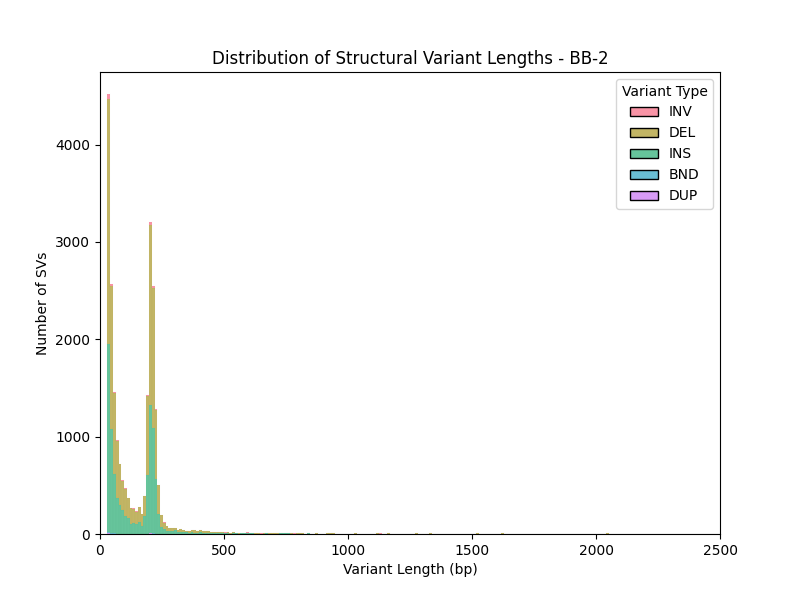 Distribution of Structural Variant Lengths - BB-2
Variant Type
INV
DEL
INS
BND
DUP
Number of SVs
4000
3000
2000
1000
0
0 500 1000 1500 2000 2500
Variant Length (bp)